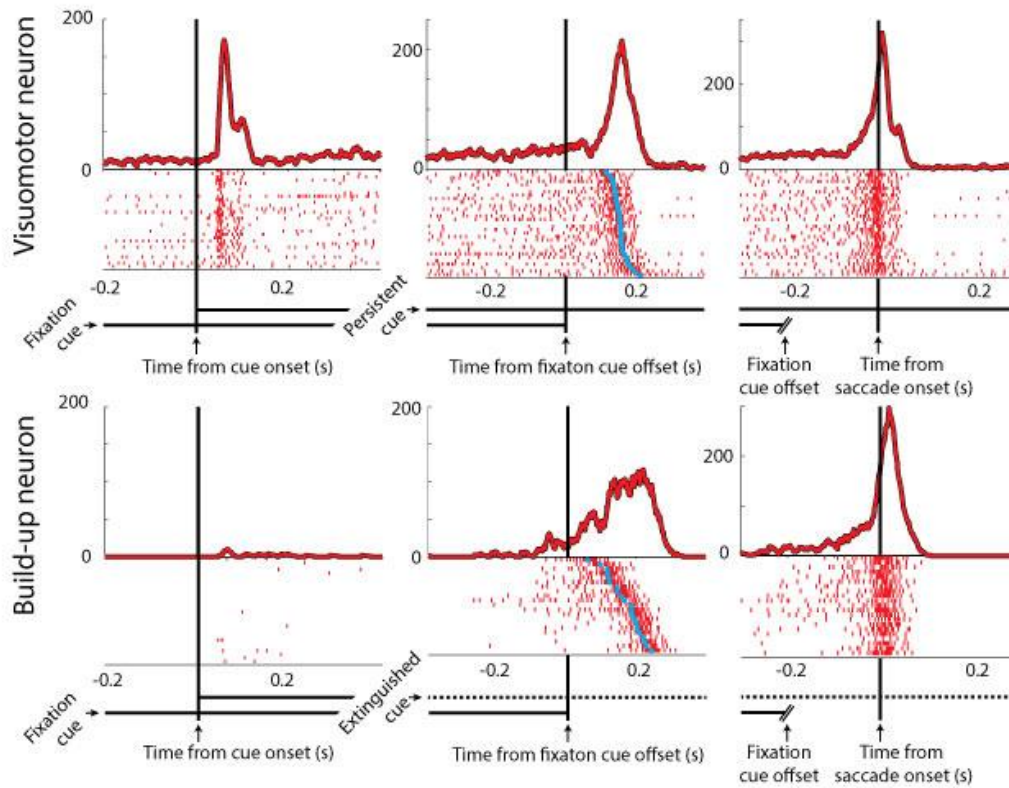 Visuomotor neuron
200
0
-0.2
0.2
Fixation
cue
Time from cue onset (s)
200
0
-0.2
0.2
Persistent
cue
Time from fixaton cue offset (s)
200
0
-0.2
0.2
Fixation
cue offset
Time from
saccade onset (s)
Build-up neuron
200
0
-0.2
0.2
Fixation
cue
Time from cue onset (s)
200
0
-0.2
0.2
Extinguished
cue
Time from fixaton cue offset (s)
200
0
-0.2
0.2
Fixation
cue offset
Time from
saccade onset (s)